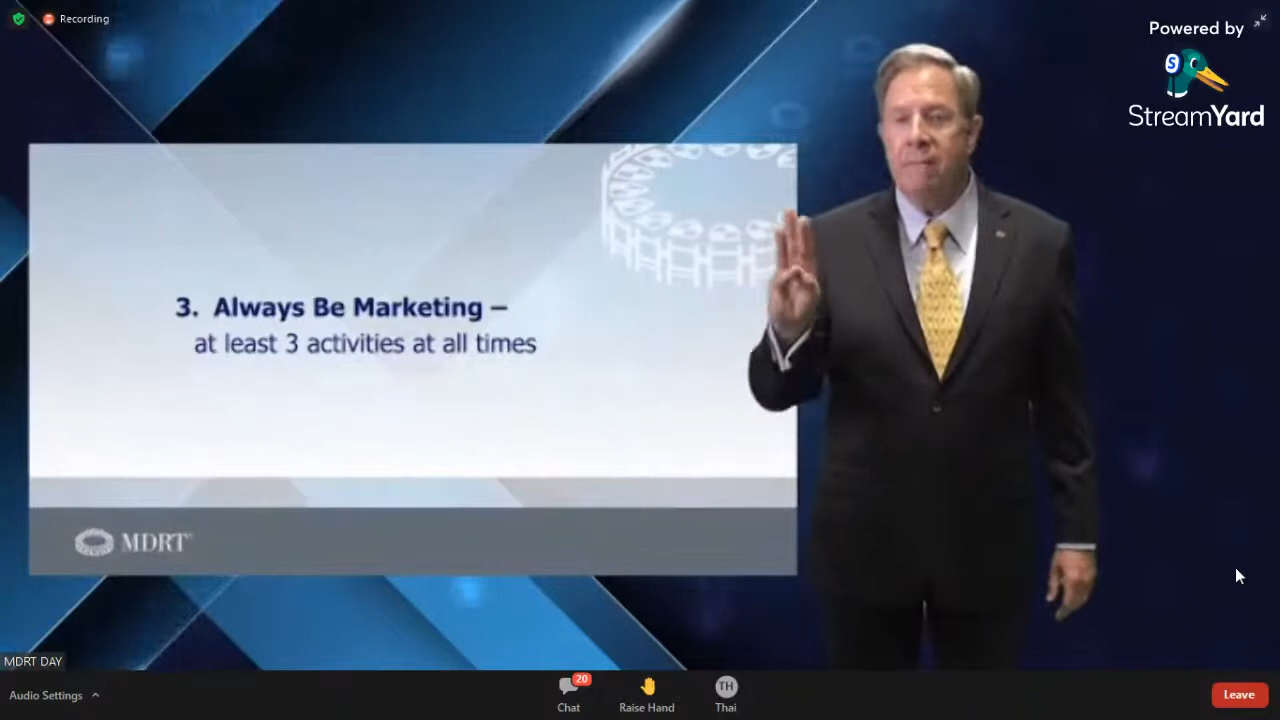 Recording
Powered by
S
StreamYard
3. Always Be Marketing –
at least 3 activities at all times
MDRT
MDRT DAY
Audio Settings
20
Chat
Raise Hand
TH
Thai
Leave